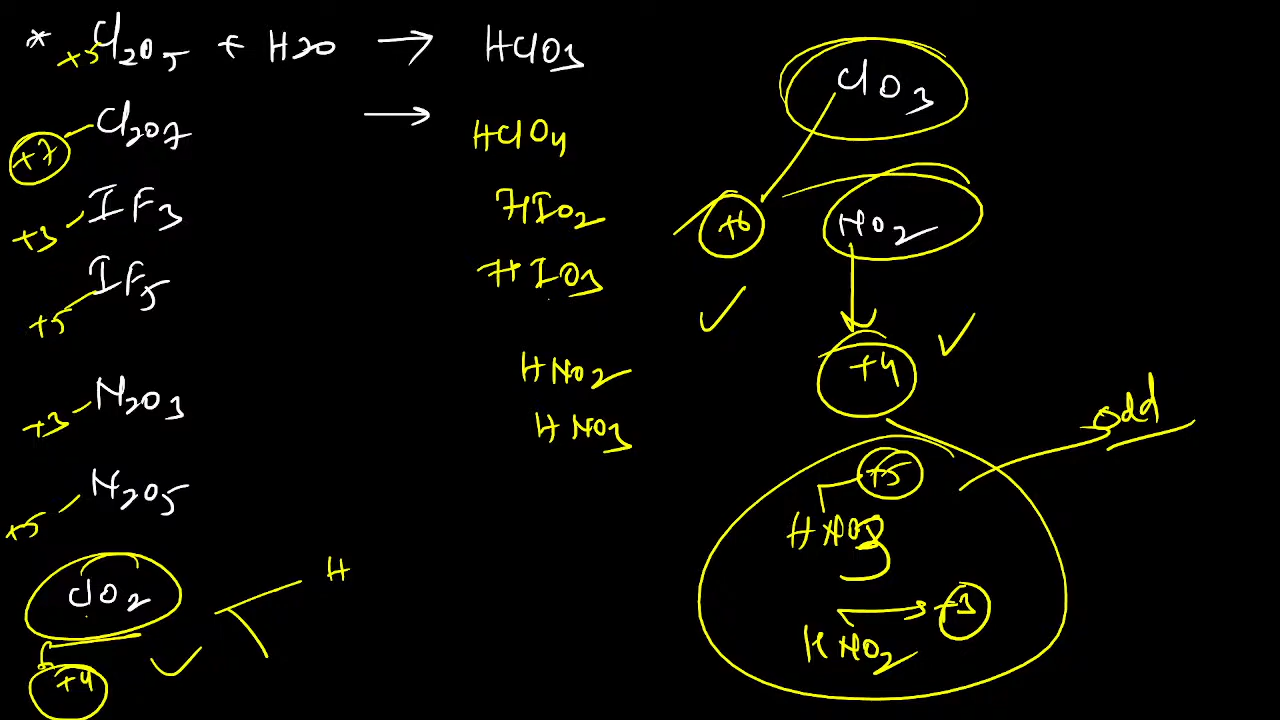 * Cl2O5 + H2O → HClO3
+5
Cl2O7 → HClO4
+7
IF3 HIO2
+3
IF5 HIO3
+5
N2O3 HNO2
+3
HNO3
N2O5
+5
ClO2 H
+4
ClO3
+6
NO2
+4
odd
+5
HNO3
+3
HNO2